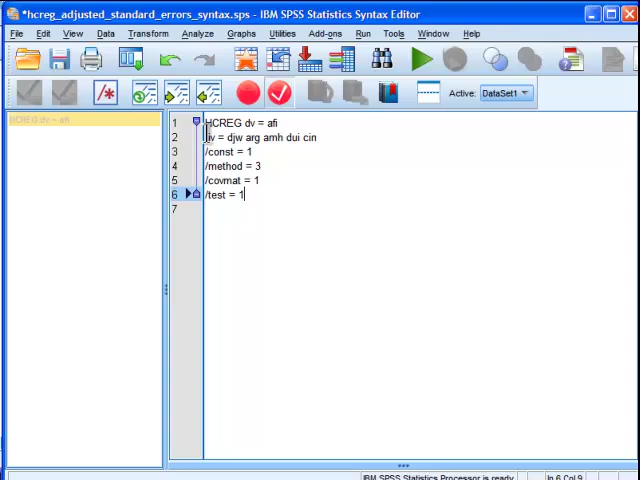 *hcreg_adjusted_standard_errors_syntax.sps - IBM SPSS Statistics Syntax Editor
File Edit View Data Transform Analyze Graphs Utilities Add-ons Run Tools Window Help
Active: DataSet1
HCREG dv = afi
1 HCREG dv = afi
2 iv = djw arg amh dui cin
3 /const = 1
4 /method = 3
5 /covmat = 1
6 /test = 1
7
IBM SPSS Statistics Processor is ready In 6 Col 9